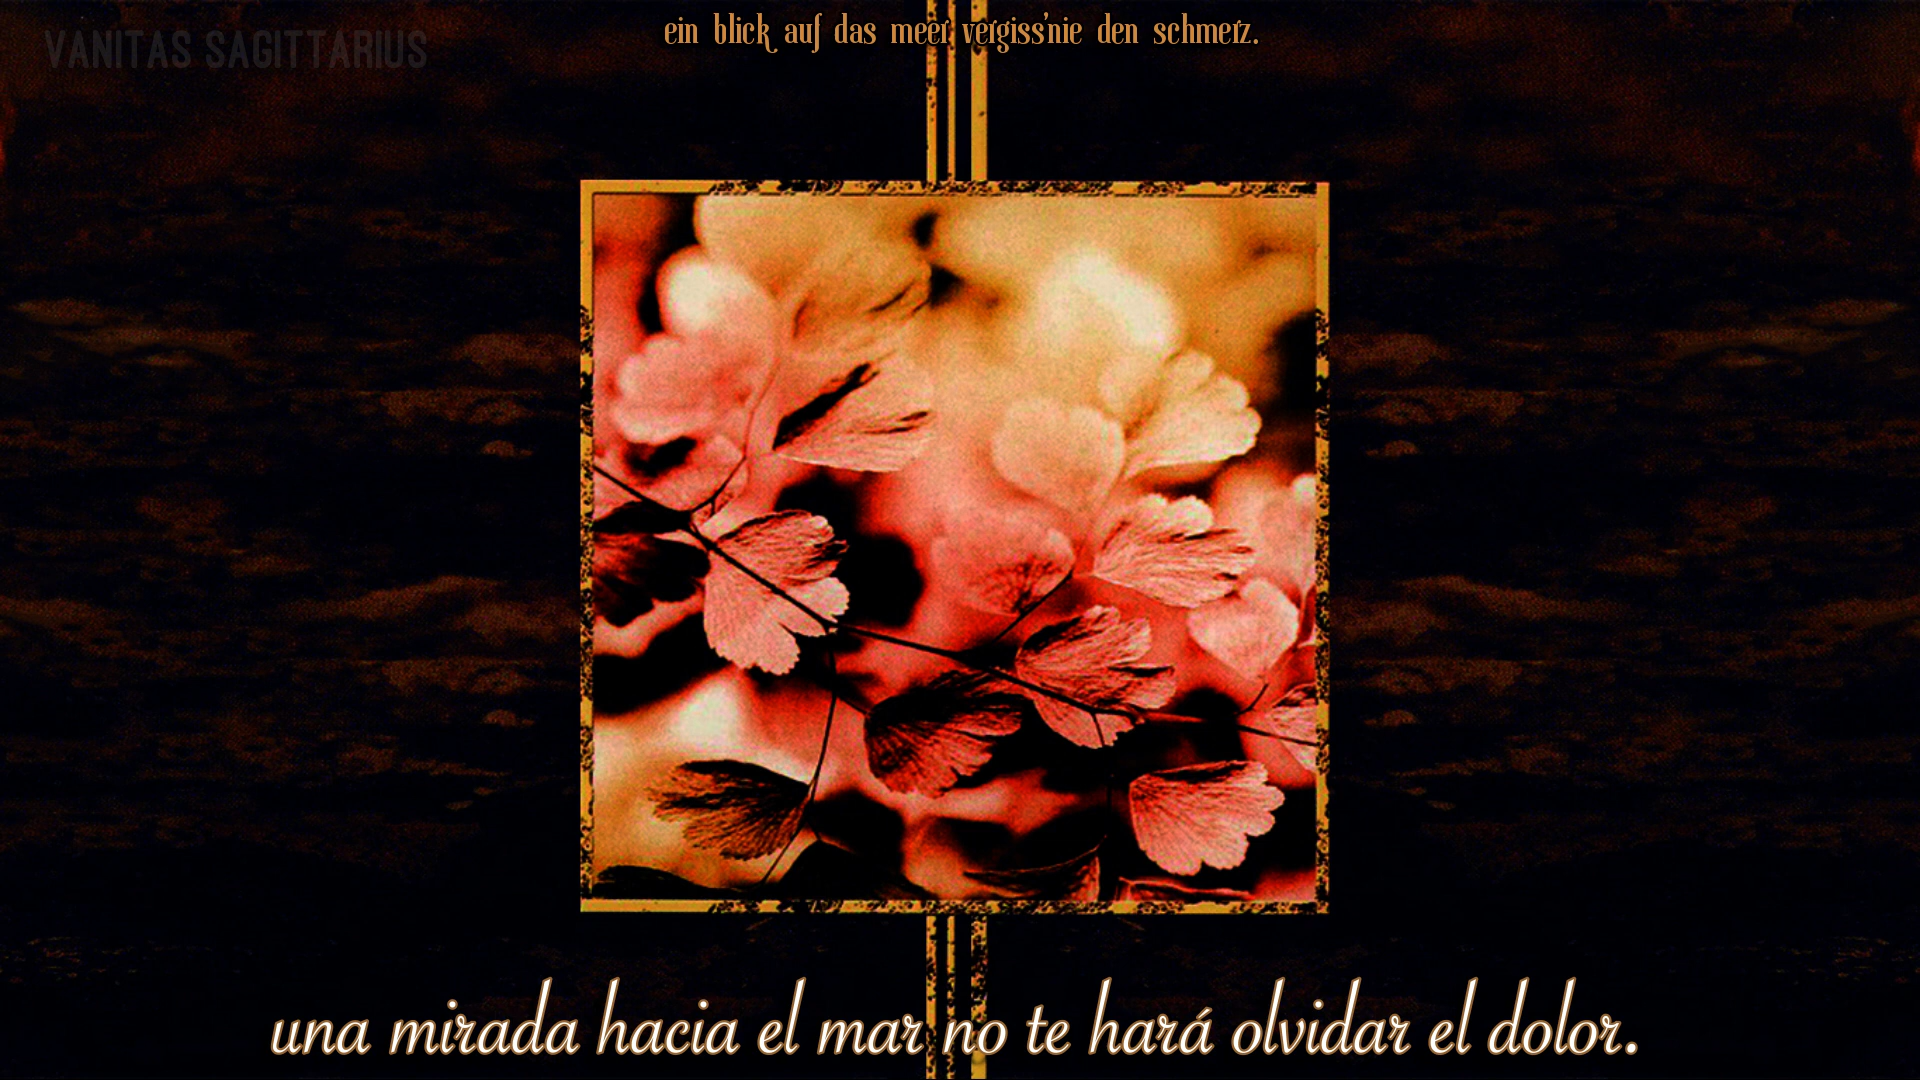 VANITAS SAGITTARIUS
ein blick auf das meer vergiss'nie den schmerz.
una mirada hacia el mar no te hará olvidar el dolor.